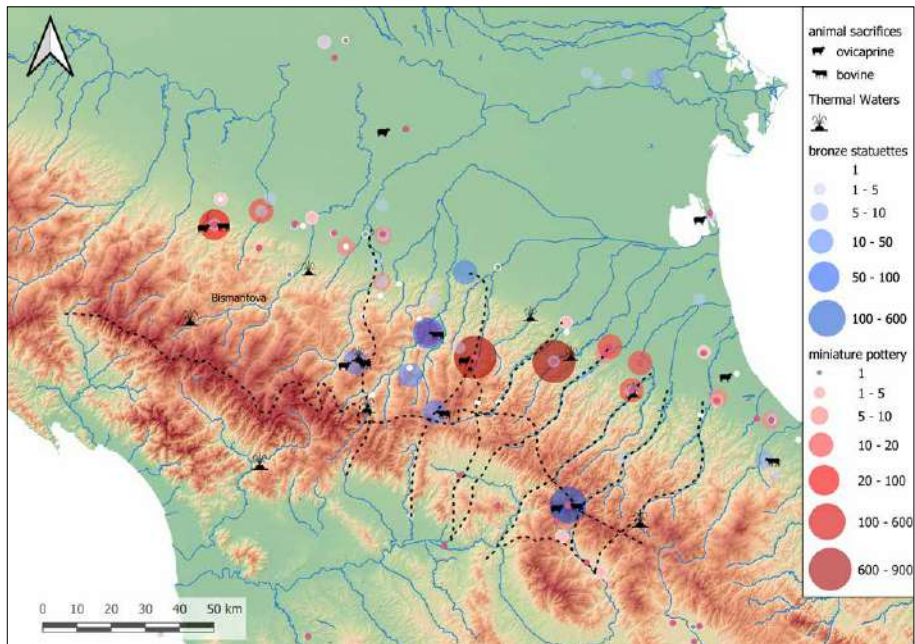 animal sacrifices
ovicaprine
bovine
Thermal Waters
bronze statuettes
1
1 - 5
5 - 10
10 - 50
50 - 100
100 - 600
miniature pottery
1
1 - 5
5 - 10
10 - 20
20 - 100
100 - 600
600 - 900
Bismantova
0 10 20 30 40 50 km